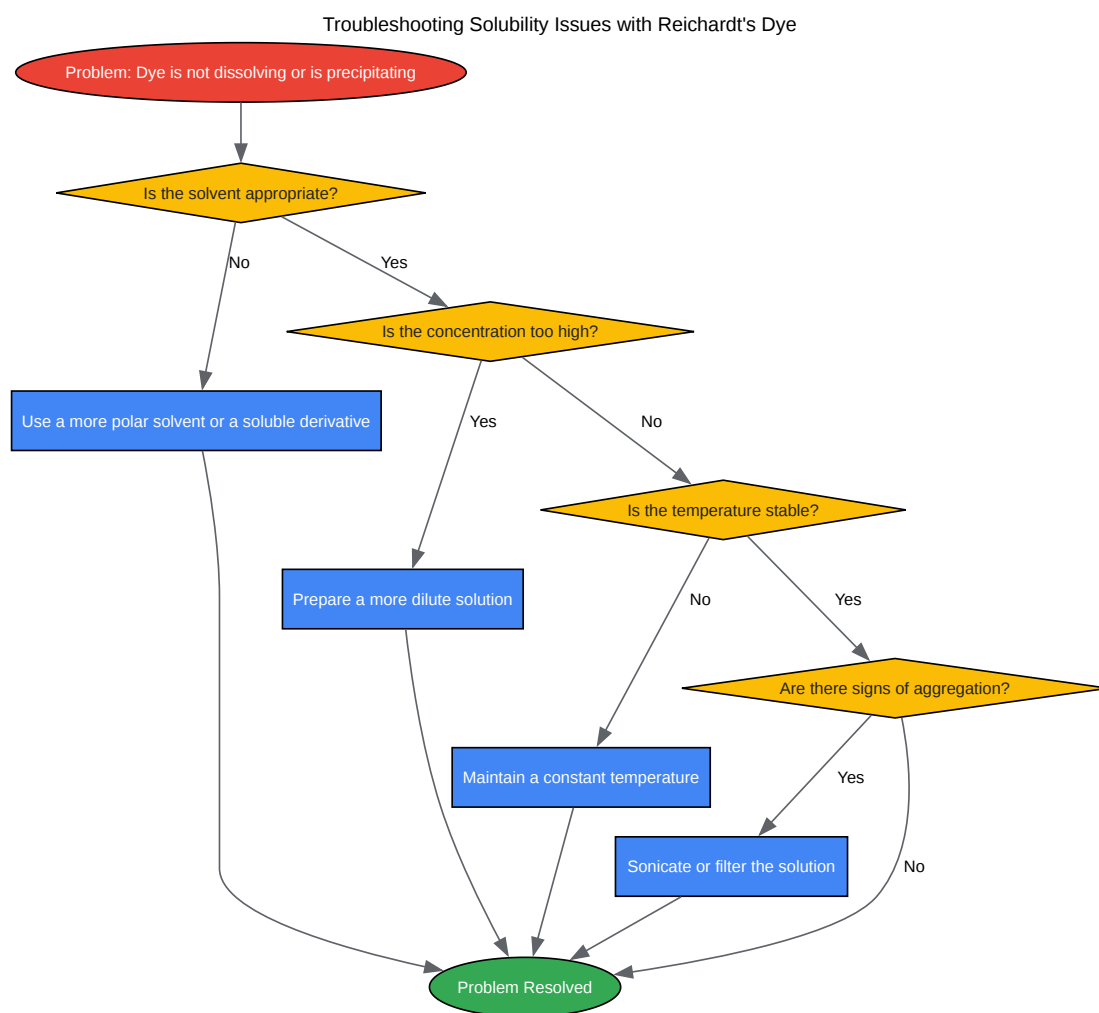 Troubleshooting Solubility Issues with Reichardt's Dye
Problem: Dye is not dissolving or is precipitating
Is the solvent appropriate?
No
Yes
Is the concentration too high?
Use a more polar solvent or a soluble derivative
Yes
No
Is the temperature stable?
Prepare a more dilute solution
No
Yes
Are there signs of aggregation?
Maintain a constant temperature
Yes
Sonicate or filter the solution
No
Problem Resolved